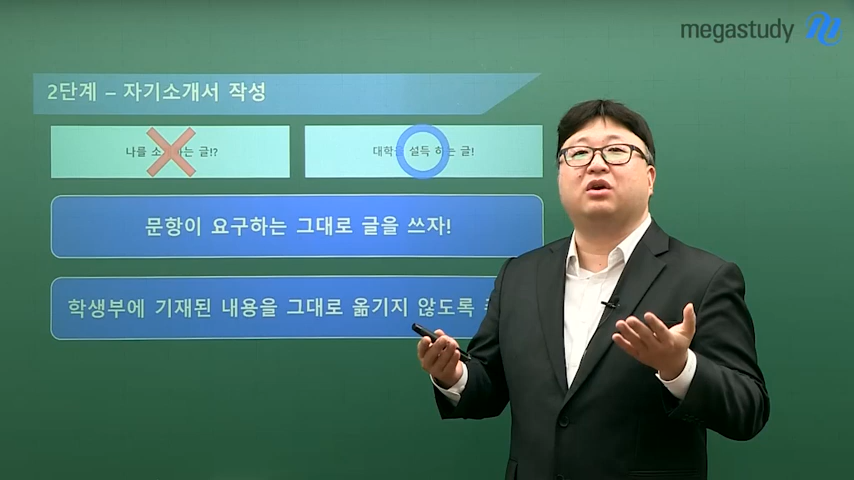 megastudy
2단계 – 자기소개서 작성
나를 소 하는 글!?
대학을 설득 하는 글!
문항이 요구하는 그대로 글을 쓰자!
학생부에 기재된 내용을 그대로 옮기지 않도록